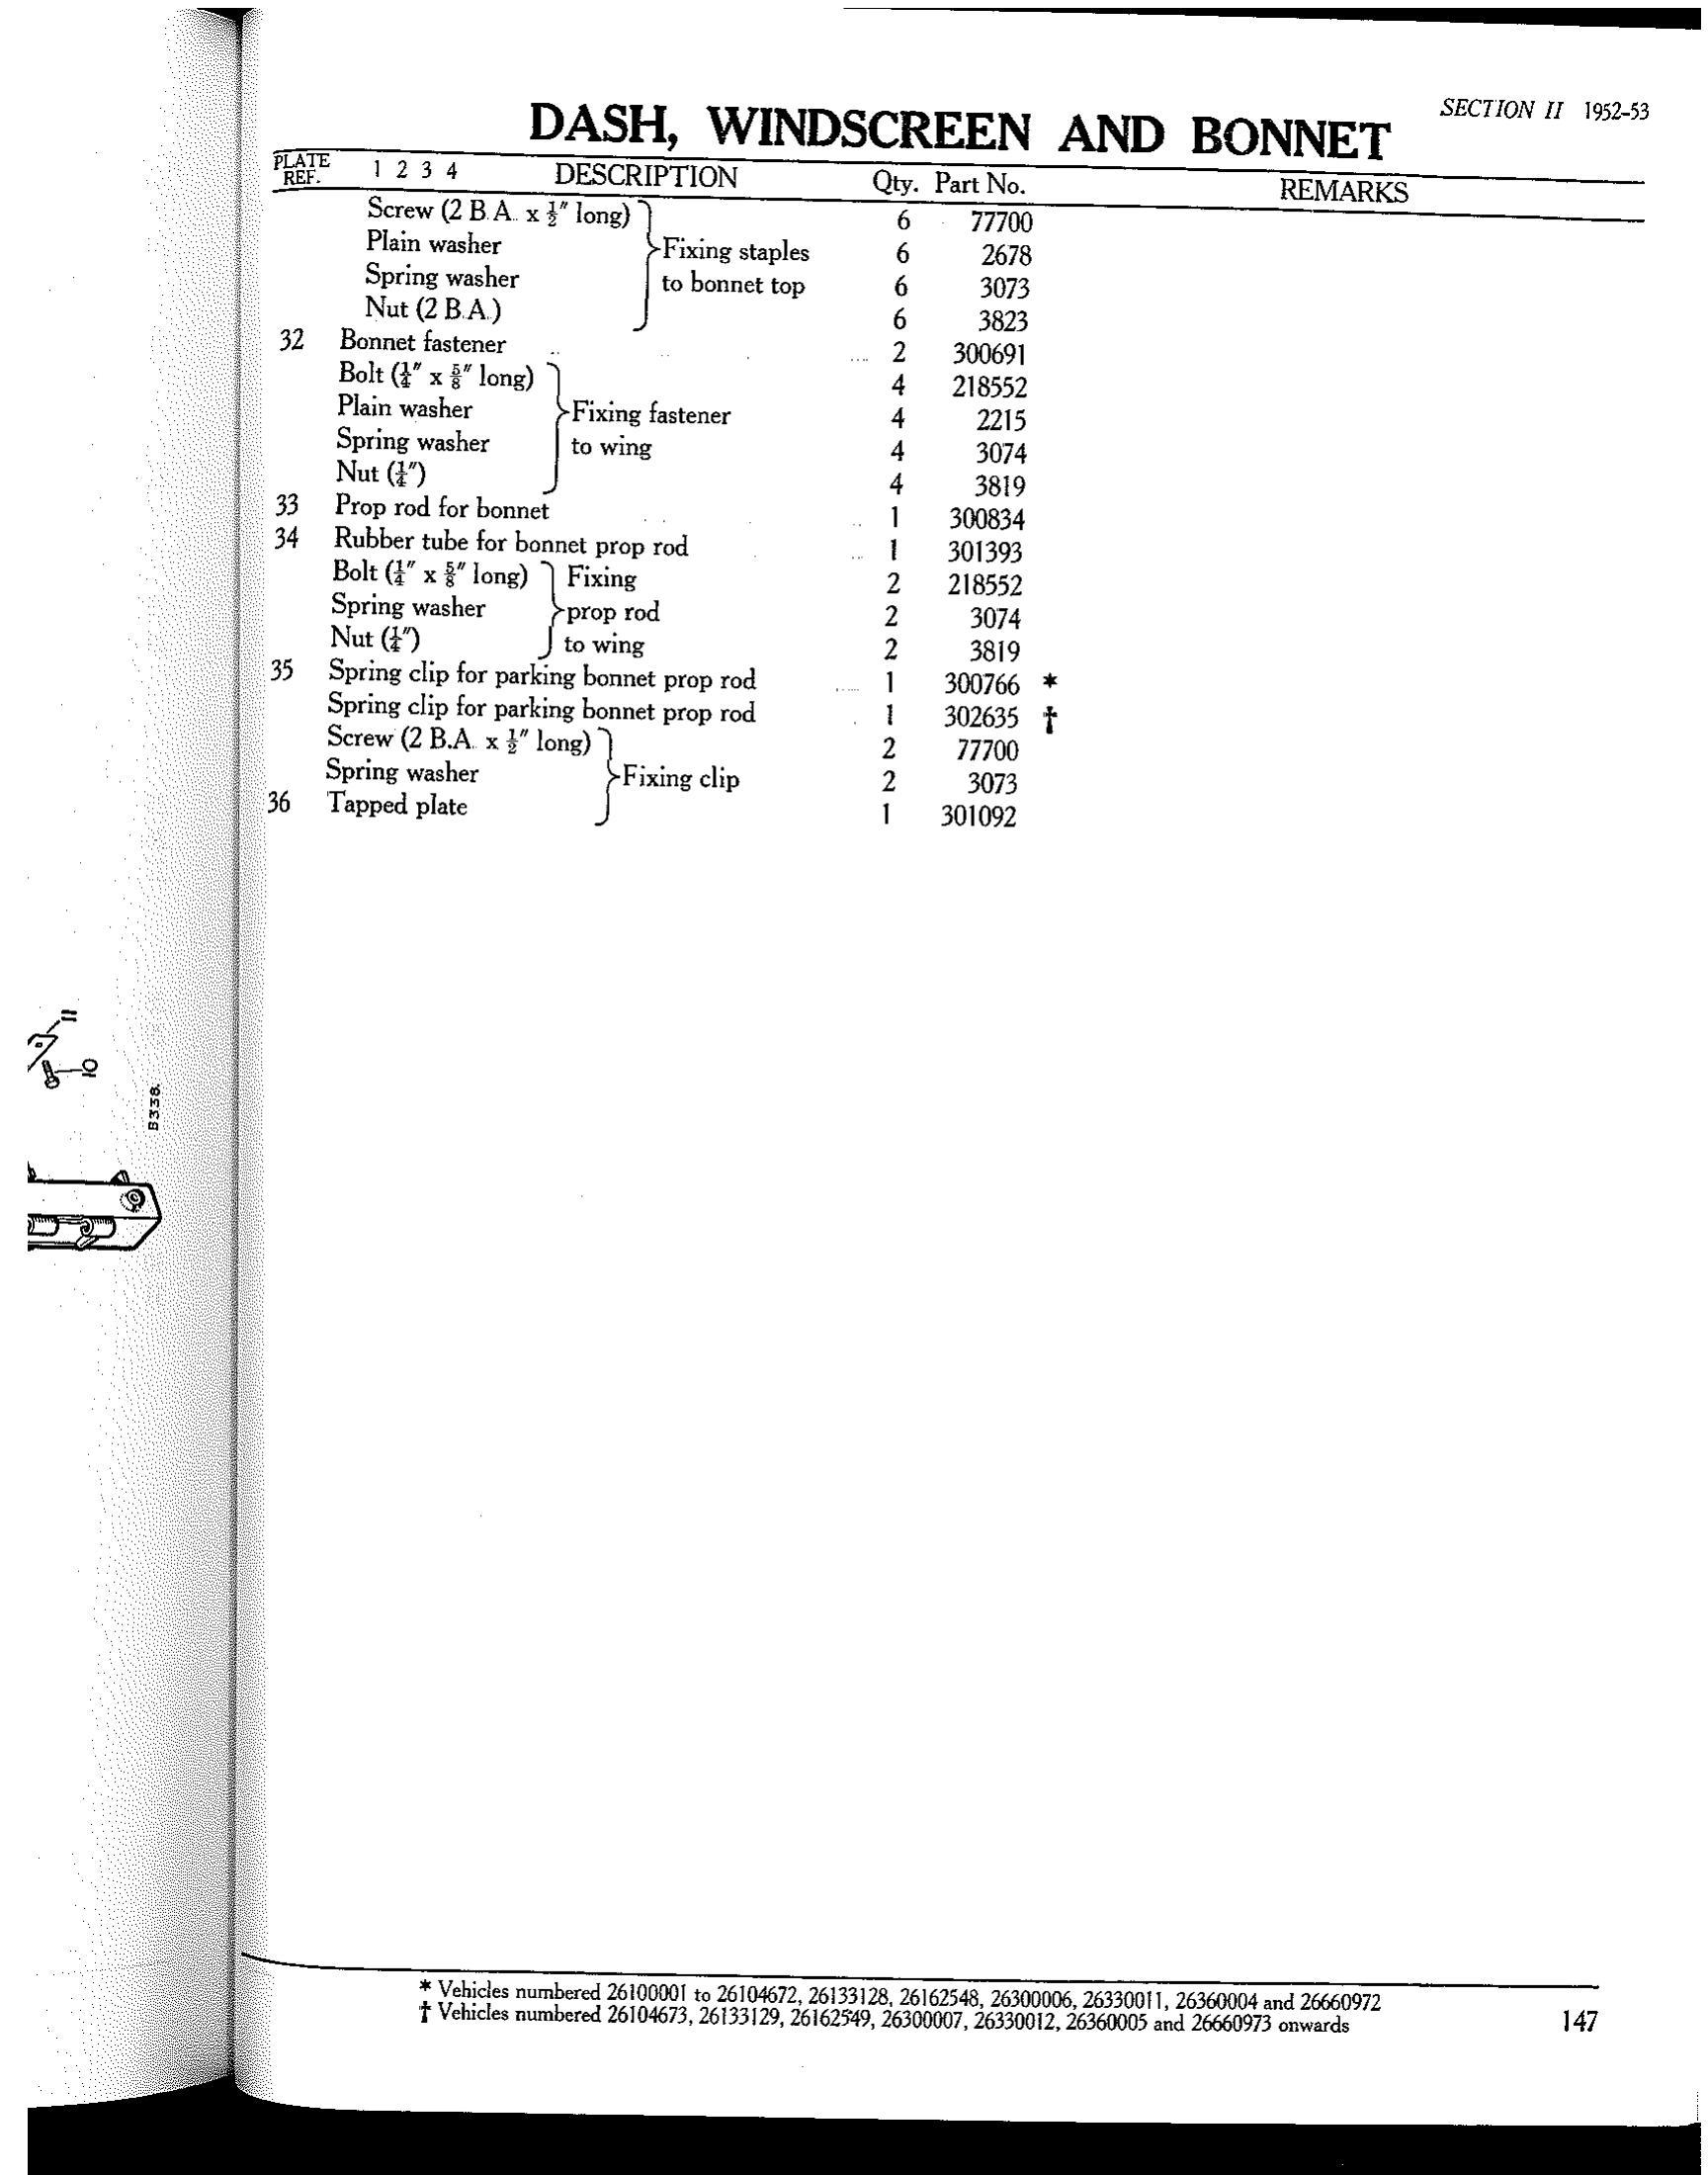 SECTION II 1952-53
DASH, WINDSCREEN AND BONNET
PLATE REF. 1 2 3 4 DESCRIPTION Qty. Part No. REMARKS
Screw (2 B.A. x ½″ long) 6 77700
Plain washer Fixing staples 6 2678
Spring washer to bonnet top 6 3073
Nut (2 B.A.) 6 3823
32 Bonnet fastener 2 300691
Bolt (¼″ x ⅝″ long) 4 218552
Plain washer Fixing fastener 4 2215
Spring washer to wing 4 3074
Nut (¼″) 4 3819
33 Prop rod for bonnet 1 300834
34 Rubber tube for bonnet prop rod 1 301393
Bolt (¼″ x ⅝″ long) Fixing 2 218552
Spring washer prop rod 2 3074
Nut (¼″) to wing 2 3819
35 Spring clip for parking bonnet prop rod 1 300766 *
Spring clip for parking bonnet prop rod 1 302635 †
Screw (2 B.A. x ½″ long) 2 77700
Spring washer Fixing clip 2 3073
36 Tapped plate 1 301092
11
10
B338.
* Vehicles numbered 26100001 to 26104672, 26133128, 26162548, 26300006, 26330011, 26360004 and 26660972
† Vehicles numbered 26104673, 26133129, 26162549, 26300007, 26330012, 26360005 and 26660973 onwards
147